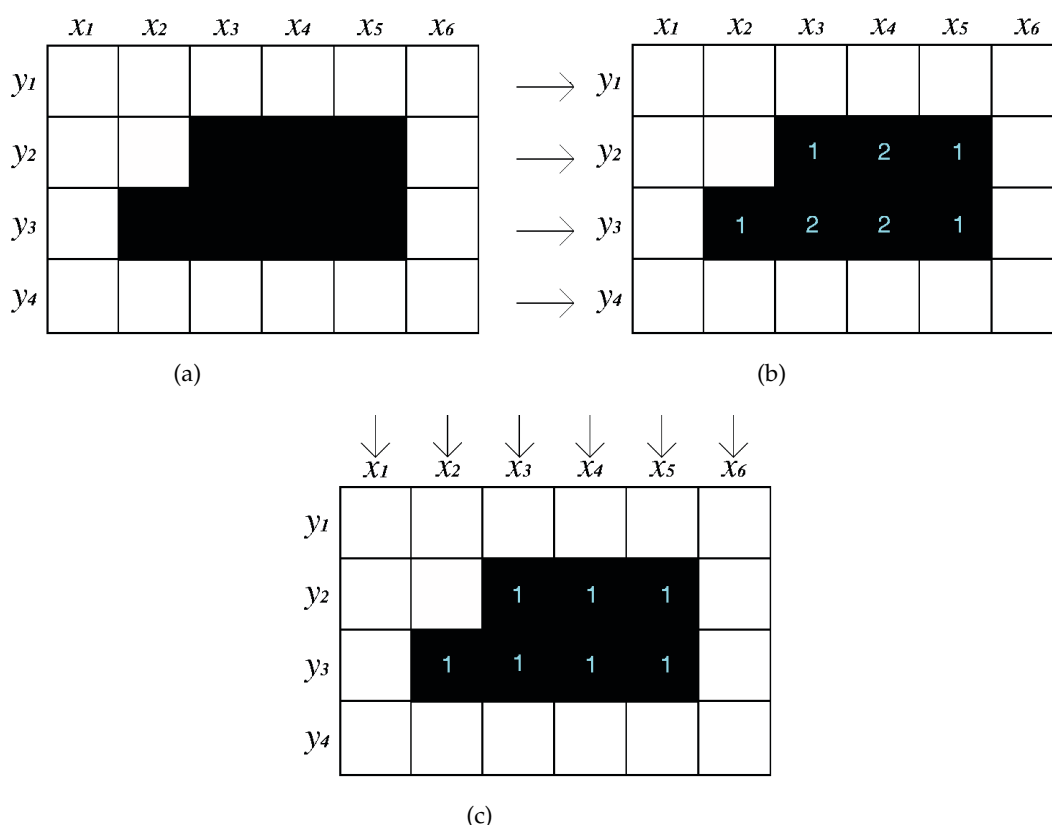 x1 x2 x3 x4 x5 x6
y1
y2
y3
y4
(a)
x1 x2 x3 x4 x5 x6
y1
y2 1 2 1
y3 1 2 2 1
y4
(b)
x1 x2 x3 x4 x5 x6
y1
y2 1 1 1
y3 1 1 1 1
y4
(c)